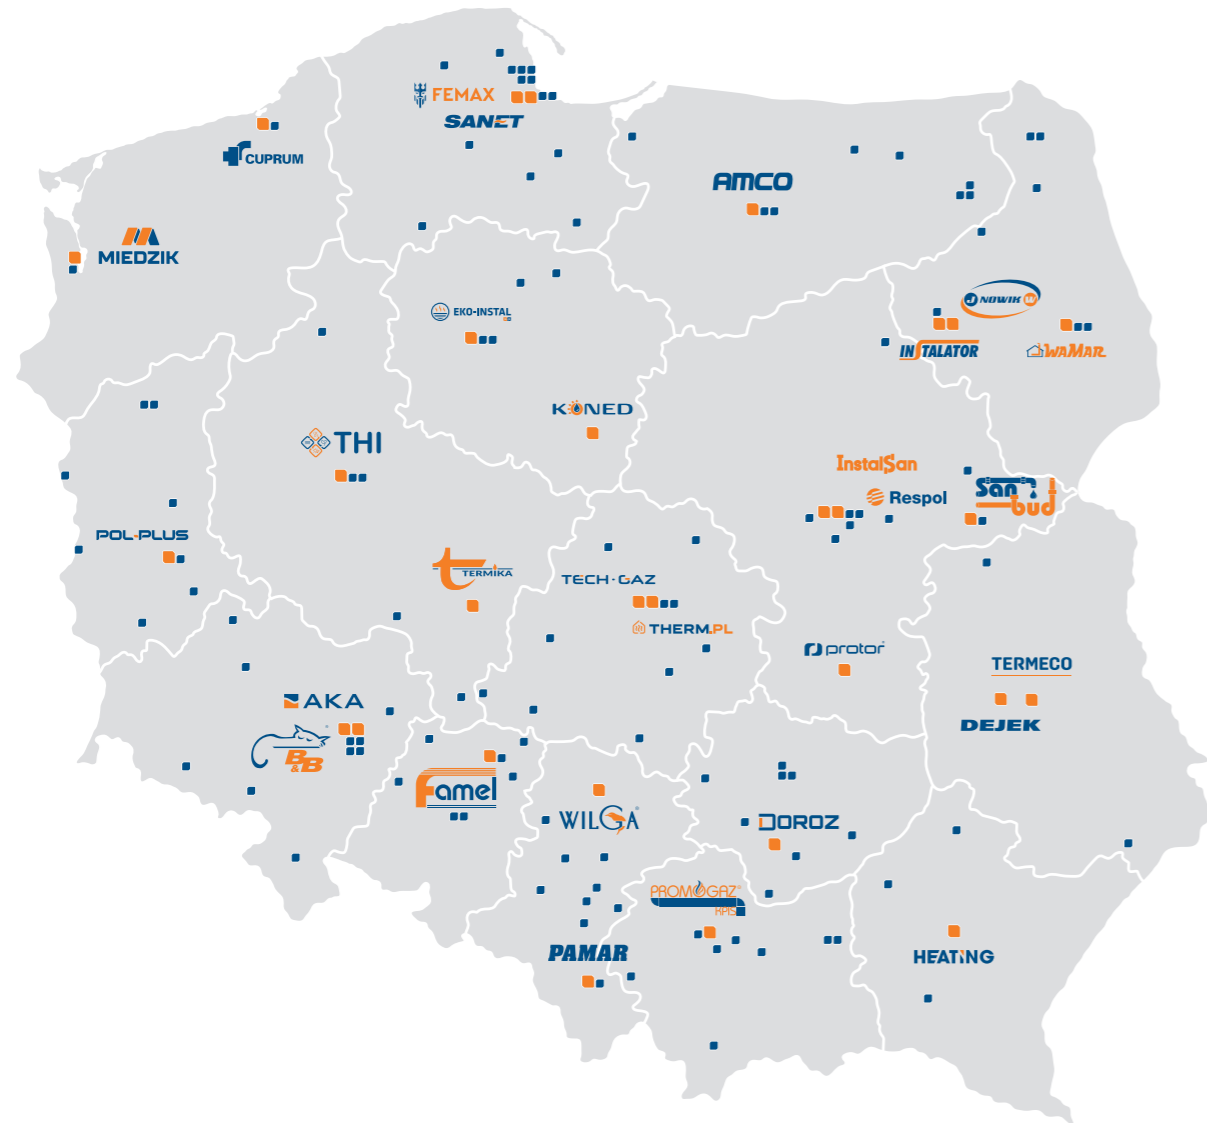 FEMAX
SANET
CUPRUM
AMCO
MIEDZIK
J NOWIK W
EKO-INSTAL
INSTALATOR
WAMAR
KONED
THI
InstalSan
Respol
San bud
POL-PLUS
t TERMIKA
TECH-GAZ
THERM.PL
protor®
TERMECO
DEJEK
AKA
B&B
®
Famel
WILGA®
DOROZ
PROMOGAZ®
KPIS
PAMAR
HEATING